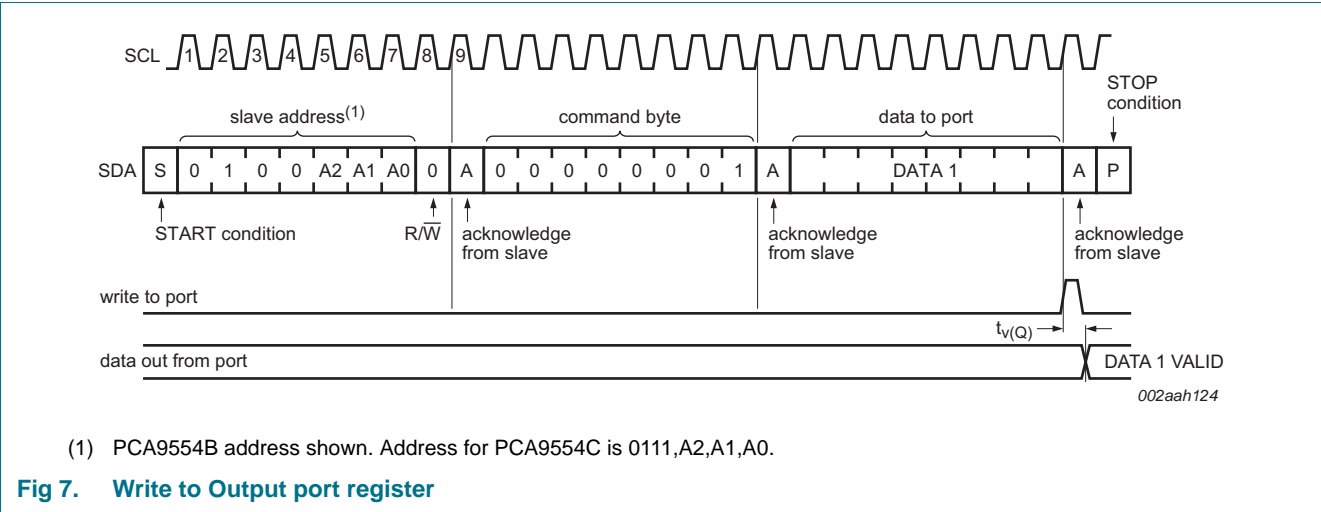 SCL 1 2 3 4 5 6 7 8 9
STOP
condition
slave address(1) command byte data to port
SDA S 0 1 0 0 A2 A1 A0 0 A 0 0 0 0 0 0 0 1 A DATA 1 A P
START condition R/W̅ acknowledge from slave acknowledge from slave acknowledge from slave
write to port
tv(Q)
data out from port DATA 1 VALID
002aah124
(1) PCA9554B address shown. Address for PCA9554C is 0111,A2,A1,A0.
Fig 7. Write to Output port register